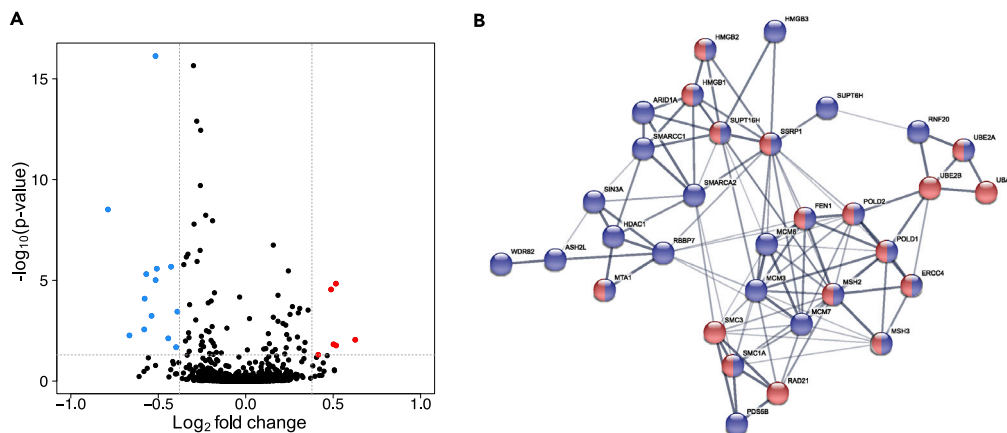 A
B
15
10
5
0
-log10(p-value)
-1.0
-0.5
0.0
0.5
1.0
Log2 fold change
HMGB3
HMGB2
HMGB1
ARID1A
SUPT6H
SUPT16H
RNF20
SSRP1
SMARCC1
UBE2A
UBE2B
UBA
SIN3A
SMARCA2
FEN1
POLD2
HDAC1
MCM6
POLD1
WDR82
ASH2L
RBBP7
MTA1
MCM3
MSH2
ERCC4
SMC3
MCM7
MSH3
SMC1A
RAD21
PDS5B